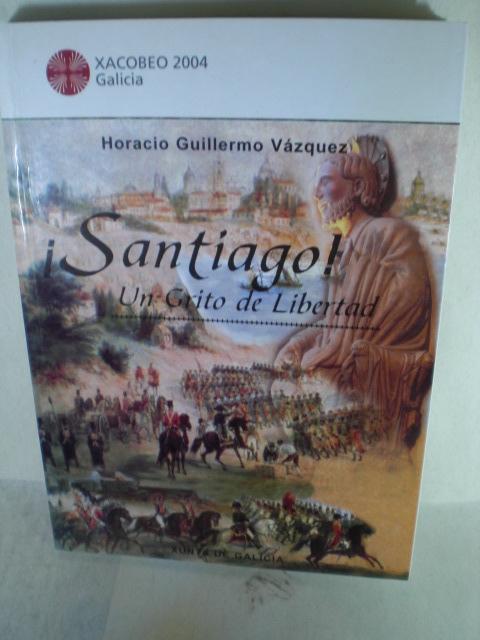 XACOBEO 2004
Galicia
Horacio Guillermo Vázquez
¡Santiago!
Un Grito de Libertad
XUNTA DE GALICIA